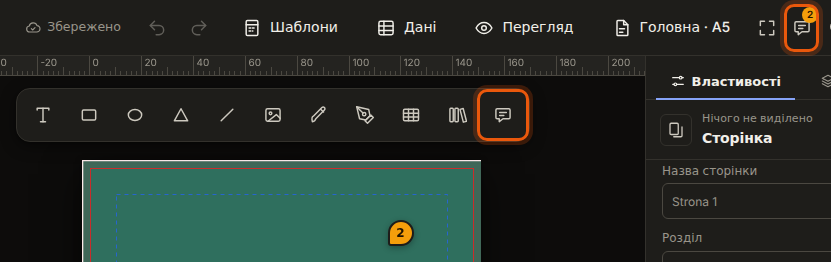 Збережено
Шаблони
Дані
Перегляд
Головна · A5
2
0 -20 0 20 40 60 80 100 120 140 160 180 200
Властивості
Нічого не виділено
Сторінка
Назва сторінки
Strona 1
Розділ
2